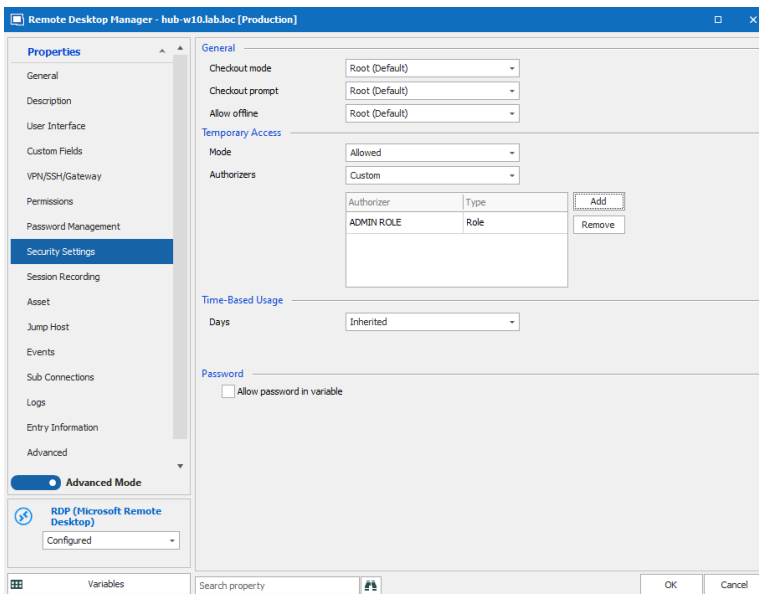 Remote Desktop Manager - hub-w10.lab.loc [Production]
Properties
General
Description
User Interface
Custom Fields
VPN/SSH/Gateway
Permissions
Password Management
Security Settings
Session Recording
Asset
Jump Host
Events
Sub Connections
Logs
Entry Information
Advanced
Advanced Mode
RDP (Microsoft Remote
Desktop)
Configured
Variables
General
Checkout mode Root (Default)
Checkout prompt Root (Default)
Allow offline Root (Default)
Temporary Access
Mode Allowed
Authorizers Custom
Authorizer Type Add
ADMIN ROLE Role Remove
Time-Based Usage
Days Inherited
Password
Allow password in variable
Search property
OK Cancel